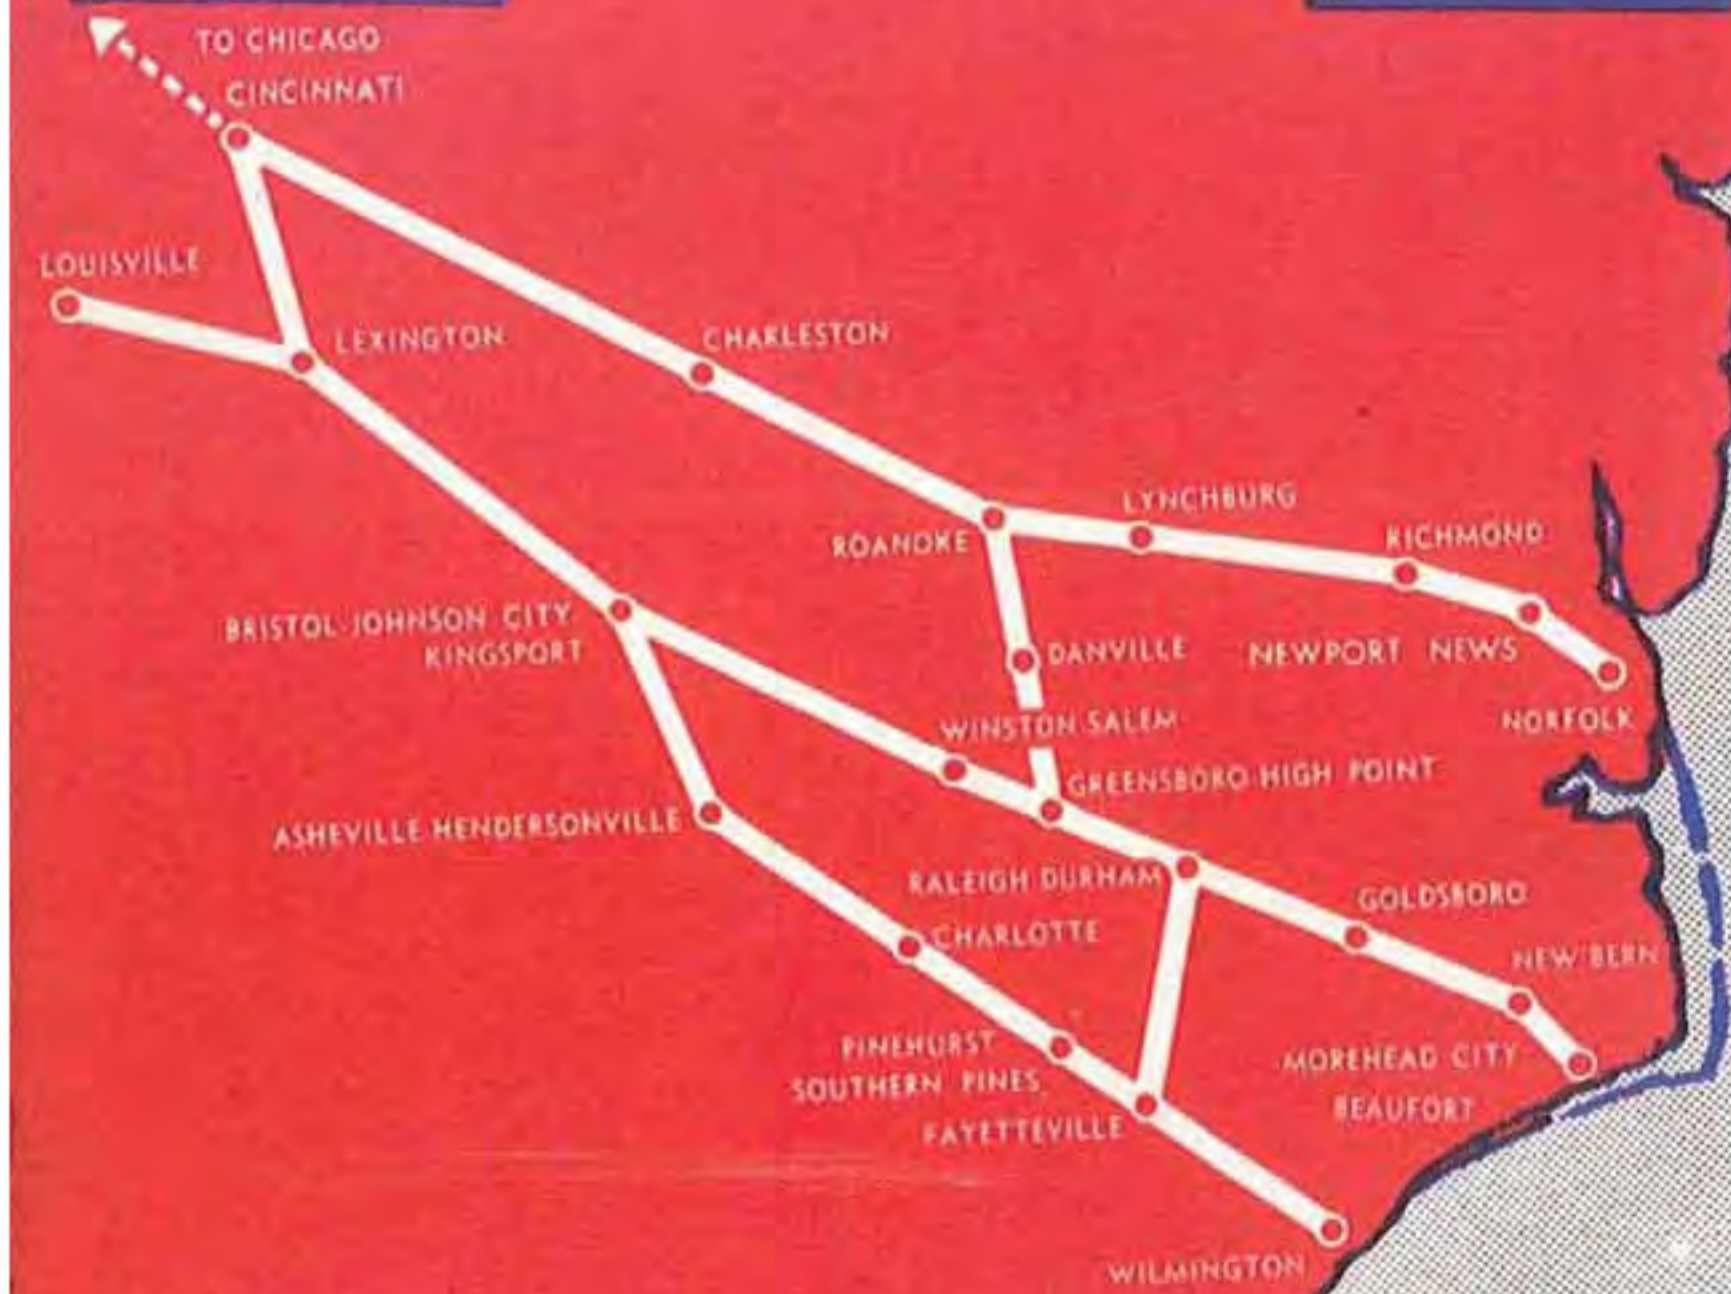 TO CHICAGO
CINCINNATI
LOUISVILLE
LEXINGTON
CHARLESTON
LYNCHBURG
RICHMOND
ROANOKE
BRISTOL-JOHNSON CITY
KINGSPORT
DANVILLE
NEWPORT NEWS
NORFOLK
WINSTON SALEM
GREENSBORO-HIGH POINT
ASHEVILLE HENDERSONVILLE
RALEIGH DURHAM
GOLDSBORO
CHARLOTTE
NEW BERN
PINEHURST
SOUTHERN PINES
MOREHEAD CITY
BEAUFORT
FAYETTEVILLE
WILMINGTON